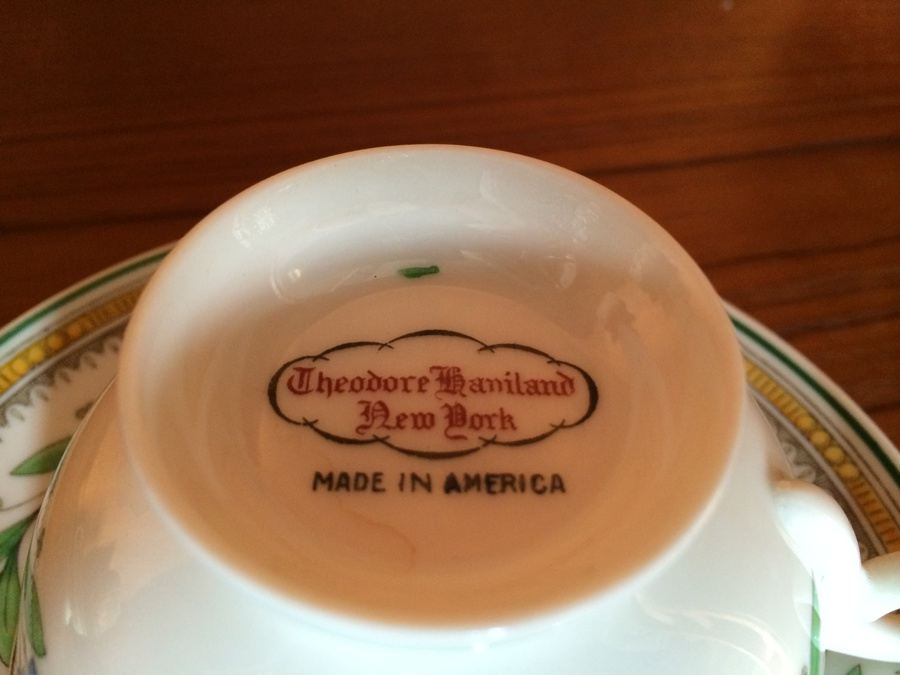 Theodore Haviland
New York
MADE IN AMERICA